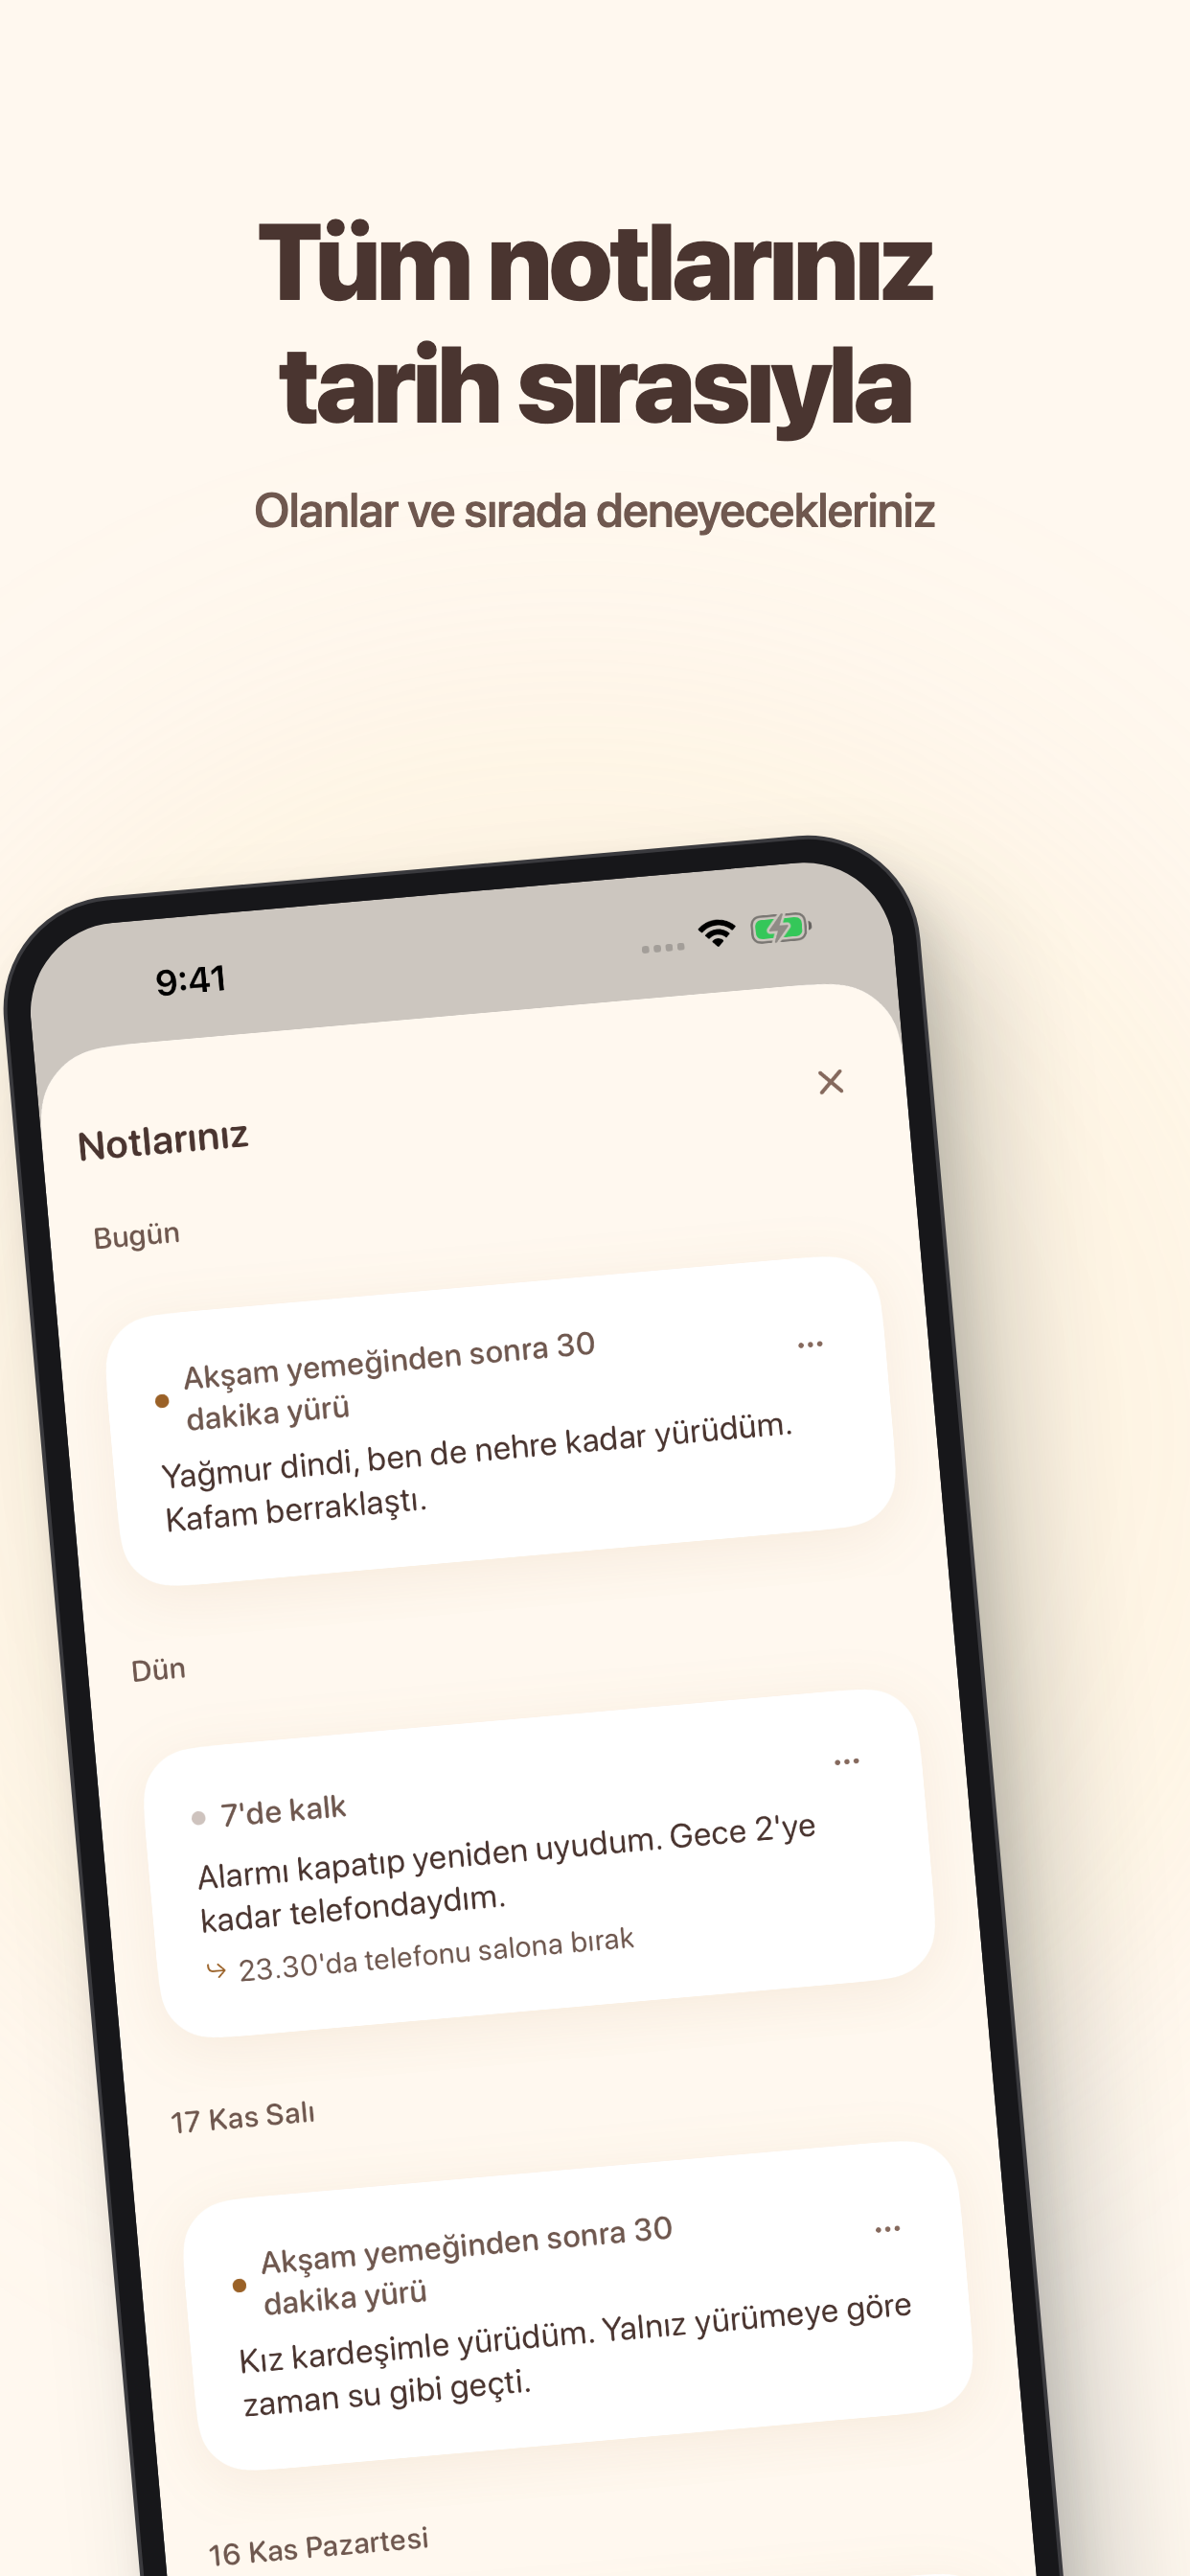 Tüm notlarınız
tarih sırasıyla
Olanlar ve sırada deneyecekleriniz
9:41
Notlarınız
Bugün
Akşam yemeğinden sonra 30
dakika yürü
Yağmur dindi, ben de nehre kadar yürüdüm.
Kafam berraklaştı.
Dün
7'de kalk
Alarmı kapatıp yeniden uyudum. Gece 2'ye
kadar telefondaydım.
↪ 23.30'da telefonu salona bırak
17 Kas Salı
Akşam yemeğinden sonra 30
dakika yürü
Kız kardeşimle yürüdüm. Yalnız yürümeye göre
zaman su gibi geçti.
16 Kas Pazartesi